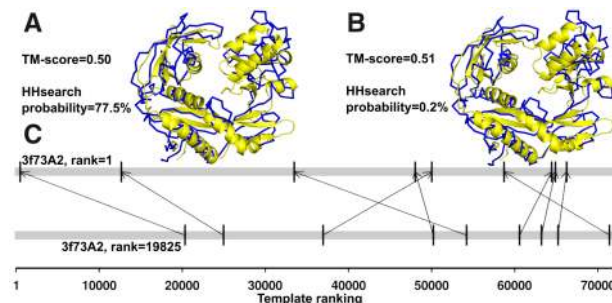 A
TM-score=0.50
HHsearch
probability=77.5%
B
TM-score=0.51
HHsearch
probability=0.2%
C
3f73A2, rank=1
3f73A2, rank=19825
1 10000 20000 30000 40000 50000 60000 70000
Template ranking